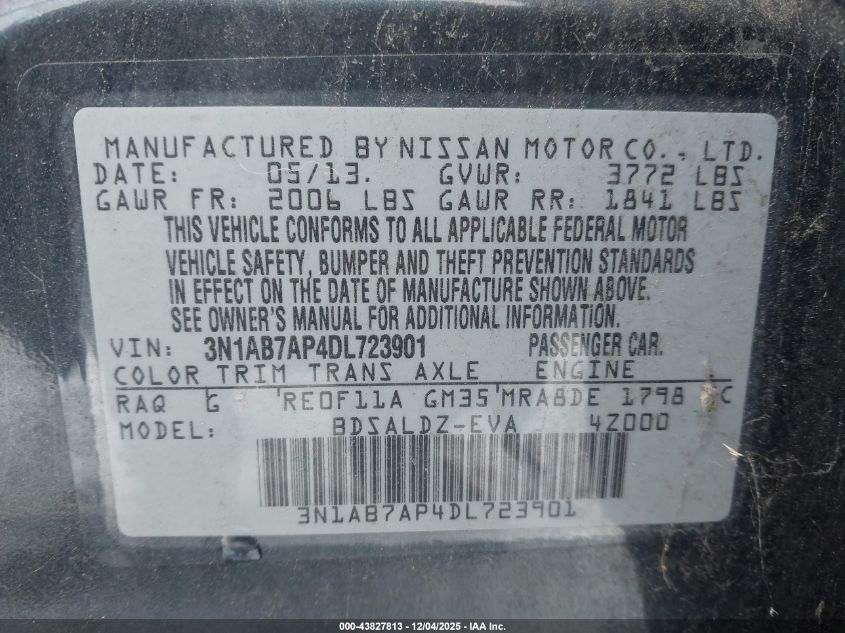 MANUFACTURED BY NISSAN MOTOR CO., LTD.
DATE: 05/13. GVWR: 3772 LBS
GAWR FR: 2006 LBS GAWR RR: 1841 LBS
THIS VEHICLE CONFORMS TO ALL APPLICABLE FEDERAL MOTOR
VEHICLE SAFETY, BUMPER AND THEFT PREVENTION STANDARDS
IN EFFECT ON THE DATE OF MANUFACTURE SHOWN ABOVE.
SEE OWNER'S MANUAL FOR ADDITIONAL INFORMATION.
VIN: 3N1AB7AP4DL723901 PASSENGER CAR.
COLOR TRIM TRANS AXLE ENGINE
RAQ G RE0F11A GM35 MRA8DE 1798 CC
MODEL: BDSALDZ-EVA 4Z000
3N1AB7AP4DL723901
000-43827813 - 12/04/2025 - IAA Inc.